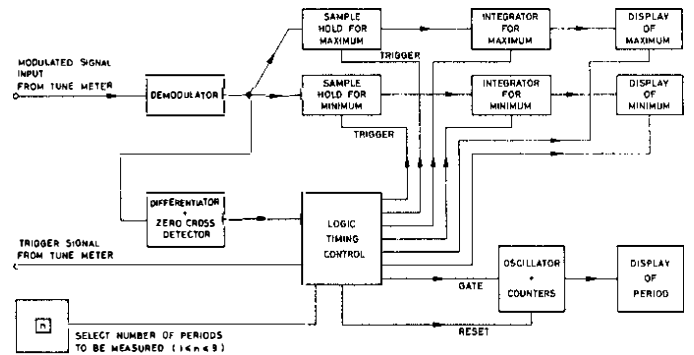 SAMPLE
HOLD FOR
MAXIMUM
INTEGRATOR
FOR
MAXIMUM
DISPLAY
OF
MAXIMUM
TRIGGER
MODULATED SIGNAL
INPUT
FROM TUNE METER
DEMODULATOR
SAMPLE
HOLD FOR
MINIMUM
INTEGRATOR
FOR
MINIMUM
DISPLAY
OF
MINIMUM
TRIGGER
DIFFERENTIATOR
+
ZERO CROSS
DETECTOR
LOGIC
TIMING
CONTROL
TRIGGER SIGNAL
FROM TUNE METER
OSCILLATOR
+
COUNTERS
DISPLAY
OF
PERIOD
GATE
RESET
n
SELECT NUMBER OF PERIODS
TO BE MEASURED (1≤n≤9)